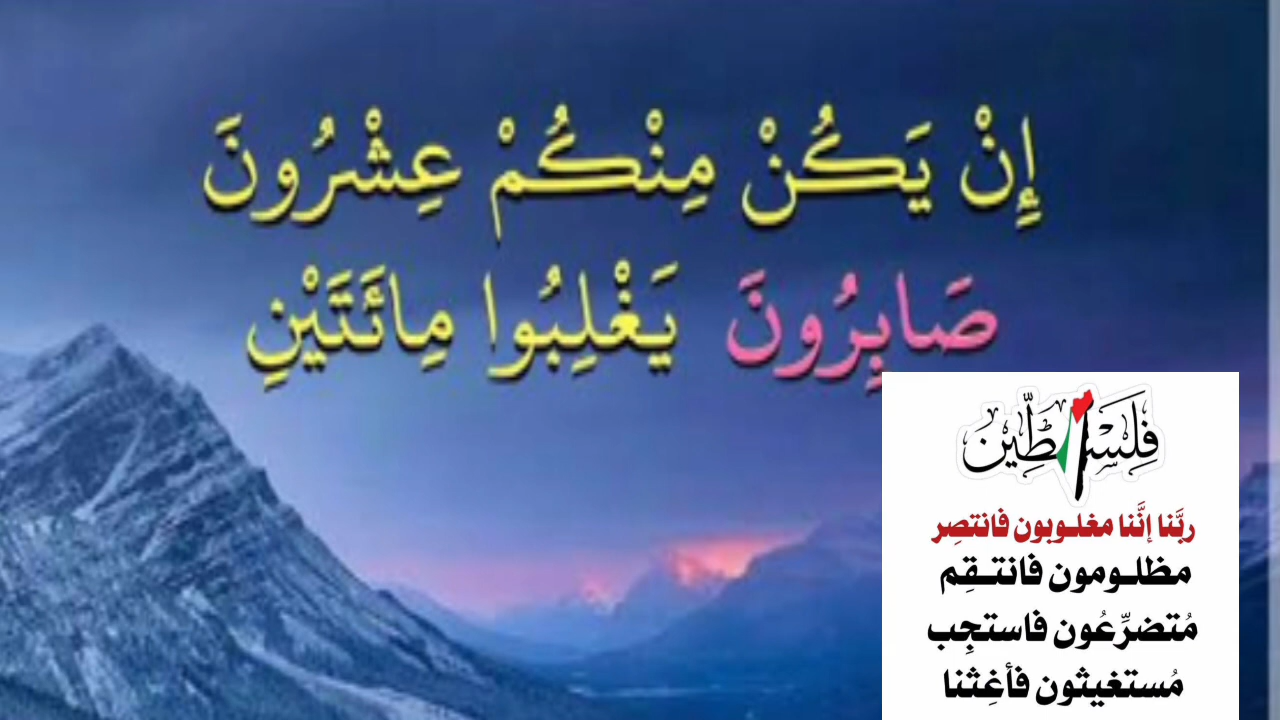 إِنْ يَكُنْ مِنْكُمْ عِشْرُونَ
صَابِرُونَ يَغْلِبُوا مِائَتَيْنِ
فِلَسْطِّين
ربَّنا إنَّنا مغلوبون فانتصِر
مظلومون فانتقِم
مُتضرِّعُون فاستجِب
مُستغيثون فأغِثنا